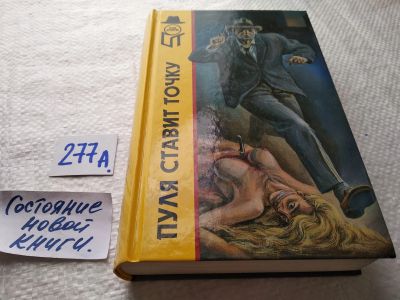 ПУЛЯ СТАВИТ ТОЧКУ
277А.
Состояние
новой
книги.